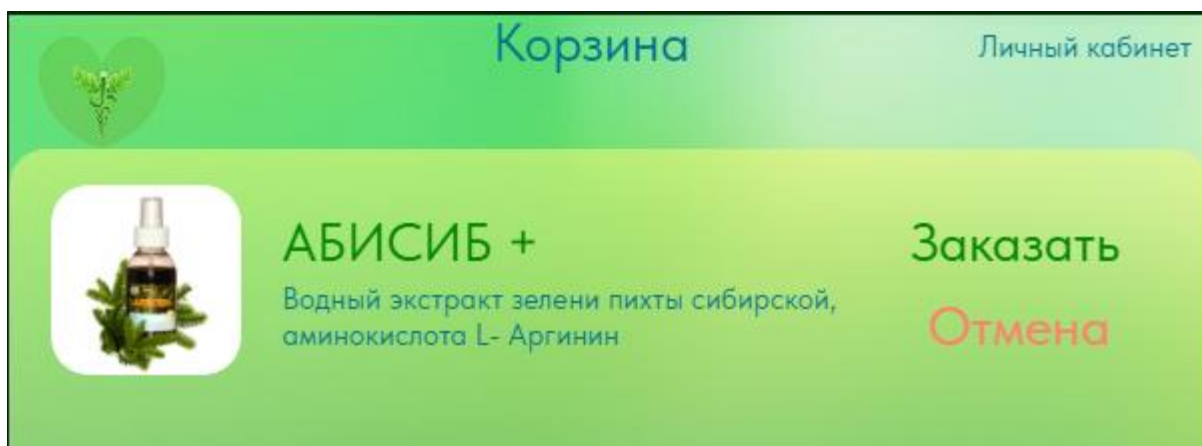 Корзина
Личный кабинет
АБИСИБ +
Водный экстракт зелени пихты сибирской,
аминокислота L- Аргинин
Заказать
Отмена